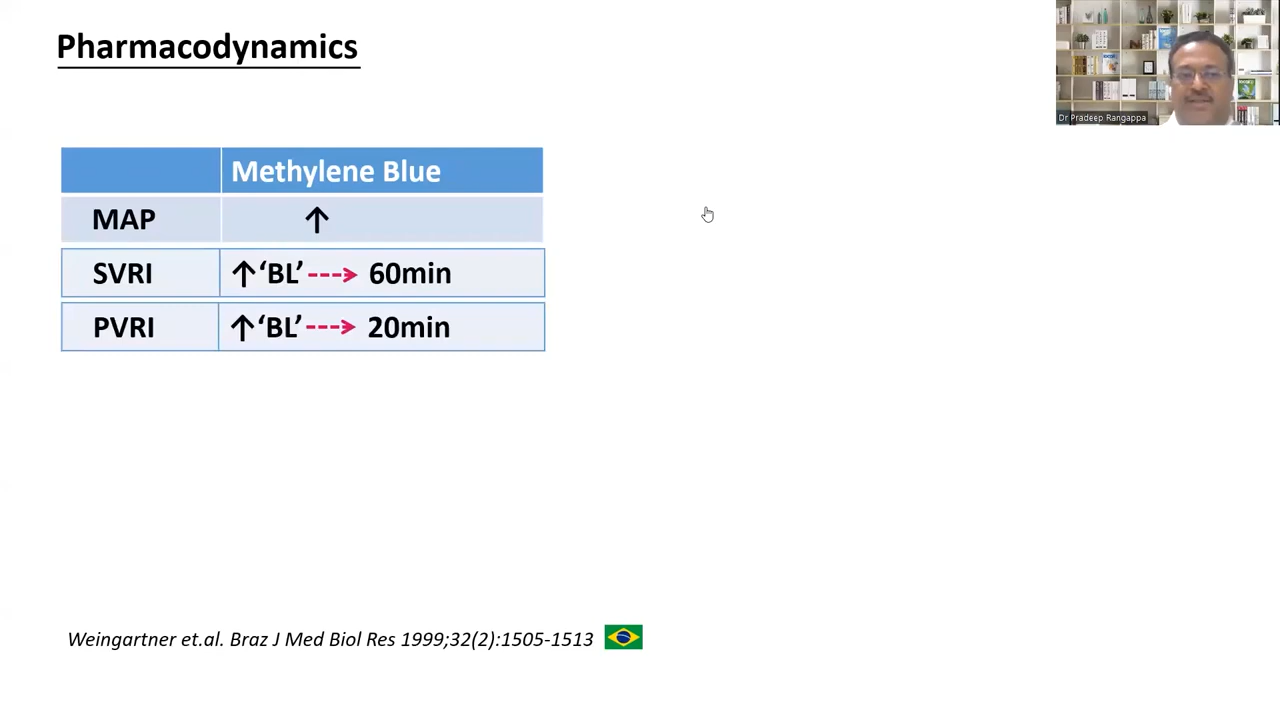 Pharmacodynamics
Dr Pradeep Rangappa
Methylene Blue
MAP ↑
SVRI ↑‘BL’ ---> 60min
PVRI ↑‘BL’ ---> 20min
Weingartner et.al. Braz J Med Biol Res 1999;32(2):1505-1513